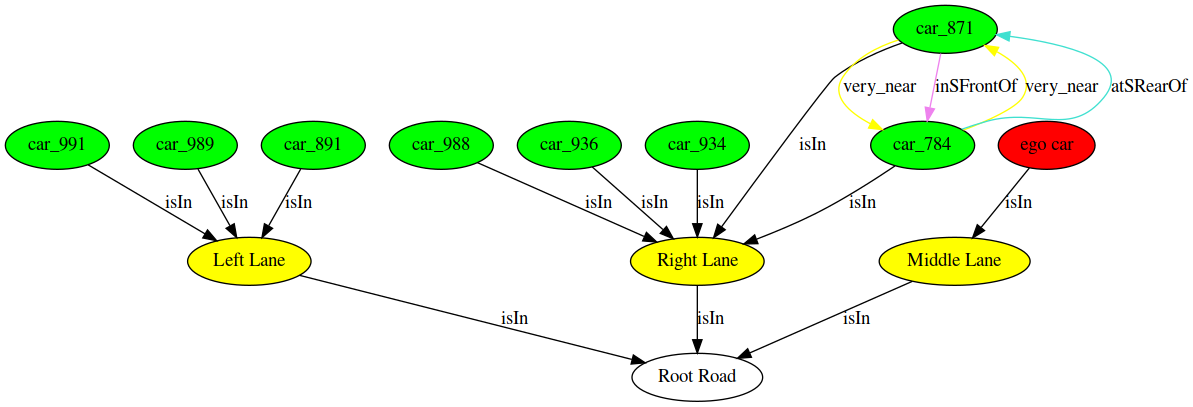 car_871
very_near
inSFrontOf
very_near
atSRearOf
car_991
car_989
car_891
car_988
car_936
car_934
isIn
car_784
ego car
isIn
isIn
isIn
isIn
isIn
isIn
isIn
isIn
Left Lane
Right Lane
Middle Lane
isIn
isIn
isIn
Root Road